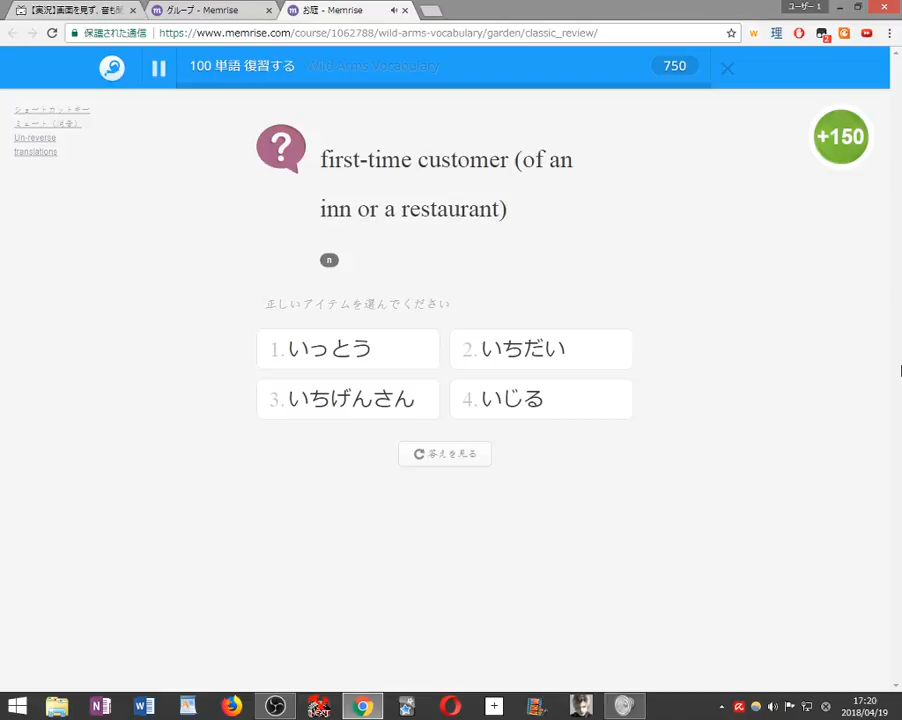 【実況】画面を見ず、音も
グループ - Memrise
お庭 - Memrise
ユーザー 1
保護された通信
https://www.memrise.com/course/1062788/wild-arms-vocabulary/garden/classic_review/
100 単語 復習する
Wild Arms Vocabulary
750
ショートカットキー
ミュート（消音）
Un-reverse
translations
+150
first-time customer (of an
inn or a restaurant)
n
正しいアイテムを選んでください
1. いっとう
2. いちだい
3. いちげんさん
4. いじる
答えを見る
17:20
2018/04/19